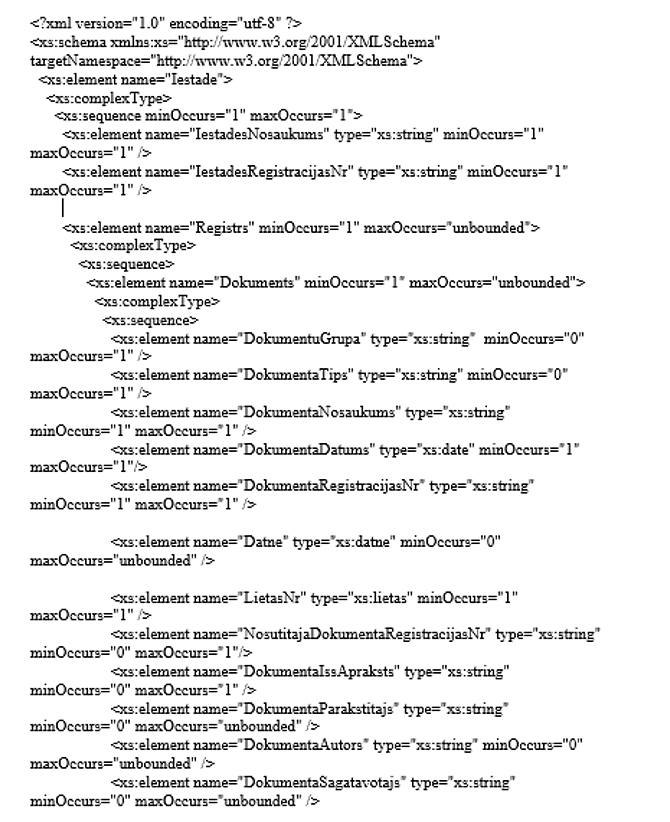 <?xml version="1.0" encoding="utf-8" ?>
<xs:schema xmlns:xs="http://www.w3.org/2001/XMLSchema"
targetNamespace="http://www.w3.org/2001/XMLSchema">
<xs:element name="Iestade">
<xs:complexType>
<xs:sequence minOccurs="1" maxOccurs="1">
<xs:element name="IestadesNosaukums" type="xs:string" minOccurs="1"
maxOccurs="1" />
<xs:element name="IestadesRegistracijasNr" type="xs:string" minOccurs="1"
maxOccurs="1" />
<xs:element name="Registrs" minOccurs="1" maxOccurs="unbounded">
<xs:complexType>
<xs:sequence>
<xs:element name="Dokuments" minOccurs="1" maxOccurs="unbounded">
<xs:complexType>
<xs:sequence>
<xs:element name="DokumentuGrupa" type="xs:string"  minOccurs="0"
maxOccurs="1" />
<xs:element name="DokumentaTips" type="xs:string" minOccurs="0"
maxOccurs="1" />
<xs:element name="DokumentaNosaukums" type="xs:string"
minOccurs="1" maxOccurs="1" />
<xs:element name="DokumentaDatums" type="xs:date" minOccurs="1"
maxOccurs="1"/>
<xs:element name="DokumentaRegistracijasNr" type="xs:string"
minOccurs="1" maxOccurs="1" />
<xs:element name="Datne" type="xs:datne" minOccurs="0"
maxOccurs="unbounded" />
<xs:element name="LietasNr" type="xs:lietas" minOccurs="1"
maxOccurs="1" />
<xs:element name="NosutitajaDokumentaRegistracijasNr" type="xs:string"
minOccurs="0" maxOccurs="1"/>
<xs:element name="DokumentaIssApraksts" type="xs:string"
minOccurs="0" maxOccurs="1" />
<xs:element name="DokumentaParakstitajs" type="xs:string"
minOccurs="0" maxOccurs="unbounded" />
<xs:element name="DokumentaAutors" type="xs:string" minOccurs="0"
maxOccurs="unbounded" />
<xs:element name="DokumentaSagatavotajs" type="xs:string"
minOccurs="0" maxOccurs="unbounded" />